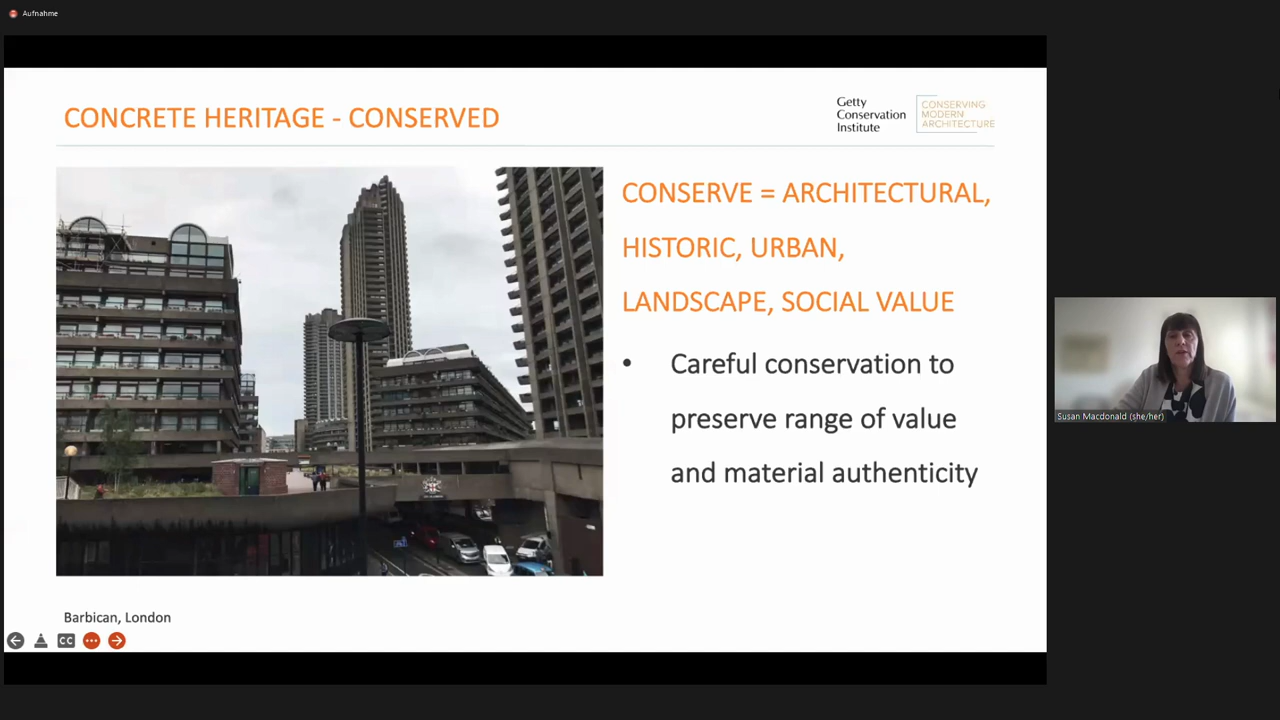 Aufnahme
CONCRETE HERITAGE - CONSERVED
Getty
Conservation
Institute
CONSERVING
MODERN
ARCHITECTURE
CONSERVE = ARCHITECTURAL,
HISTORIC, URBAN,
LANDSCAPE, SOCIAL VALUE
• Careful conservation to
preserve range of value
and material authenticity
Susan Macdonald (she/her)
Barbican, London
CC